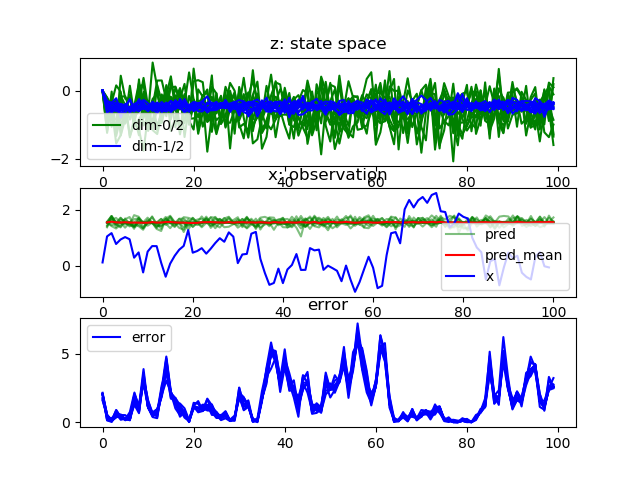 z: state space
0
−2
dim-0/2
dim-1/2
0 20 40 60 80 100
x: observation
2
0
pred
pred_mean
x
0 20 40 60 80 100
error
5
0
error
0 20 40 60 80 100